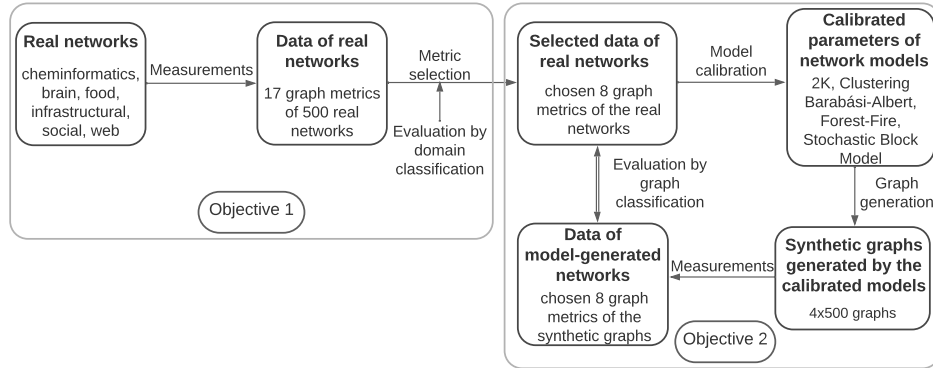 Real networks
cheminformatics,
brain, food,
infrastructural,
social, web
Measurements
Data of real
networks
17 graph metrics
of 500 real
networks
Metric
selection
Evaluation by
domain
classification
Objective 1
Selected data of
real networks
chosen 8 graph
metrics of the real
networks
Model
calibration
Calibrated
parameters of
network models
2K, Clustering
Barabási-Albert,
Forest-Fire,
Stochastic Block
Model
Evaluation by
graph
classification
Graph
generation
Data of
model-generated
networks
chosen 8 graph
metrics of the
synthetic graphs
Measurements
Synthetic graphs
generated by the
calibrated models
4x500 graphs
Objective 2